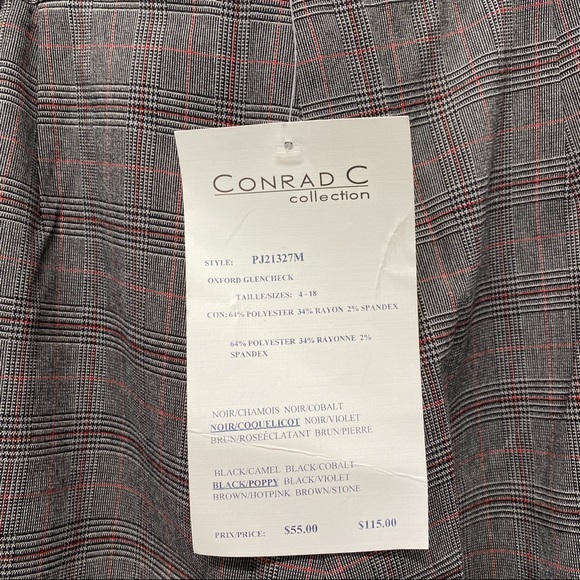 CONRAD C
collection
STYLE: PJ21327M
OXFORD GLENCHECK
TAILLE/SIZES: 4 - 18
CON: 64% POLYESTER 34% RAYON 2% SPANDEX
64% POLYESTER 34% RAYONNE 2%
SPANDEX
NOIR/CHAMOIS NOIR/COBALT
NOIR/COQUELICOT NOIR/VIOLET
BRUN/ROSEÉCLATANT BRUN/PIERRE
BLACK/CAMEL BLACK/COBALT
BLACK/POPPY BLACK/VIOLET
BROWN/HOTPINK BROWN/STONE
PRIX/PRICE: $55.00 $115.00